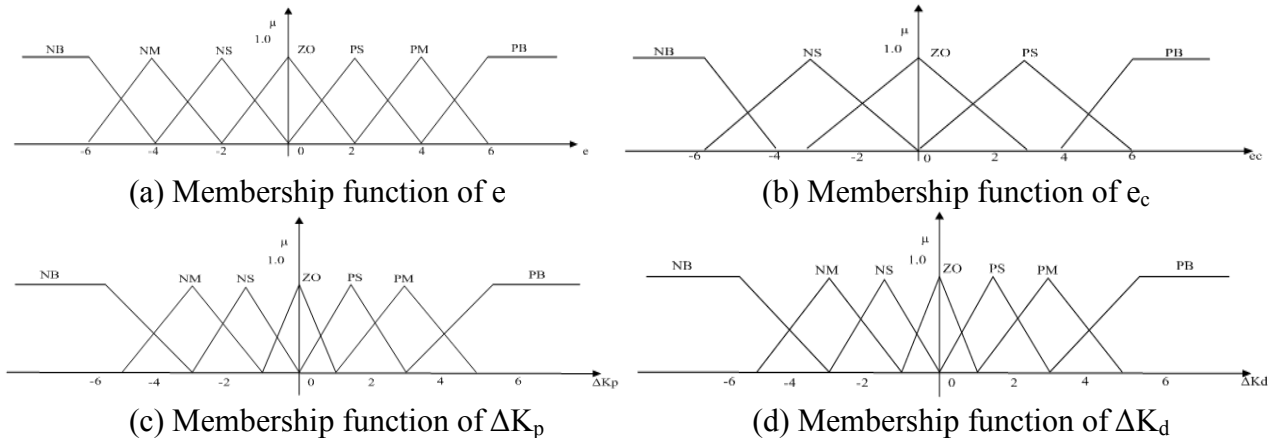 μ
1.0
NB NM NS ZO PS PM PB
-6 -4 -2 0 2 4 6 e
(a) Membership function of e
μ
1.0
NB NS ZO PS PB
-6 -4 -2 0 2 4 6 ec
(b) Membership function of ec
μ
1.0
NB NM NS ZO PS PM PB
-6 -4 -2 0 2 4 6 ΔKp
(c) Membership function of ΔKp
μ
1.0
NB NM NS ZO PS PM PB
-6 -4 -2 0 2 4 6 ΔKd
(d) Membership function of ΔKd